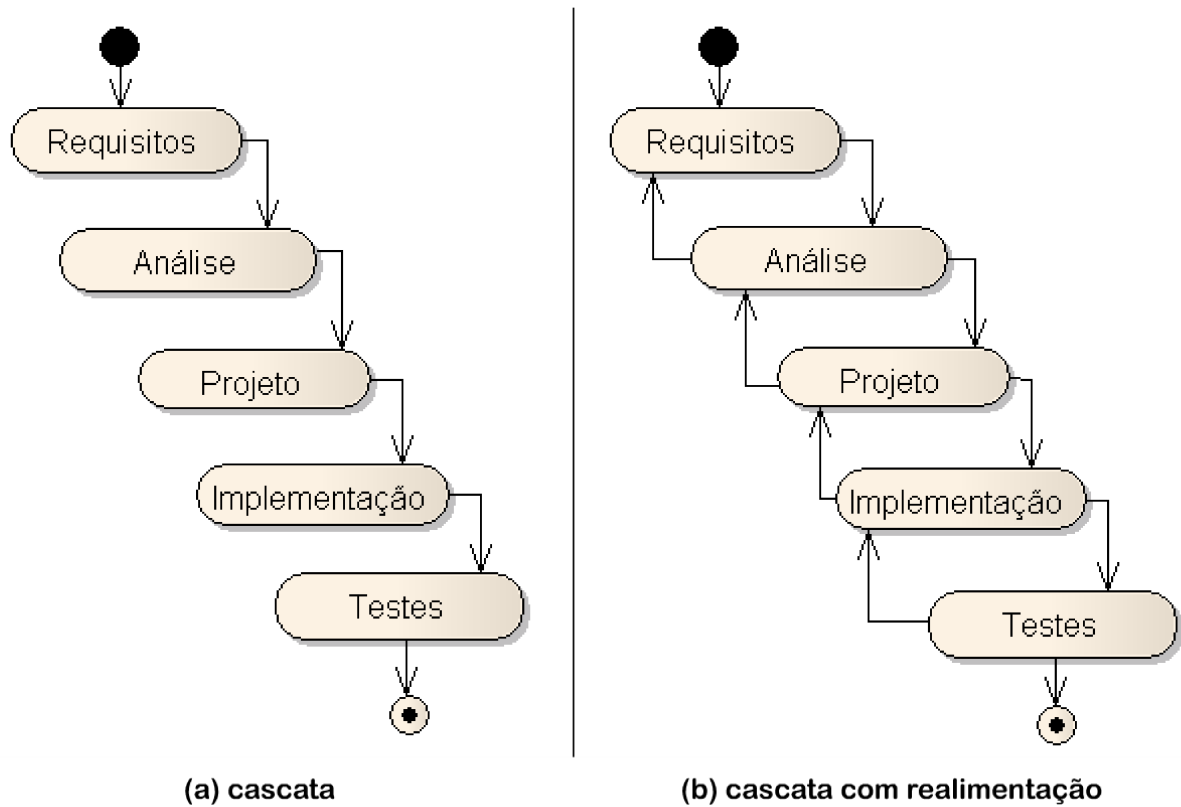 Requisitos
Análise
Projeto
Implementação
Testes
(a) cascata
Requisitos
Análise
Projeto
Implementação
Testes
(b) cascata com realimentação